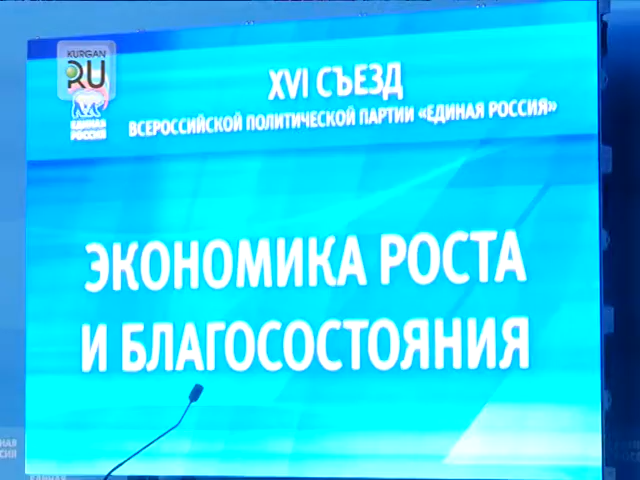 KURGAN
RU
ЕДИНАЯ
РОССИЯ
XVI СЪЕЗД
ВСЕРОССИЙСКОЙ ПОЛИТИЧЕСКОЙ ПАРТИИ «ЕДИНАЯ РОССИЯ»
ЭКОНОМИКА РОСТА
И БЛАГОСОСТОЯНИЯ